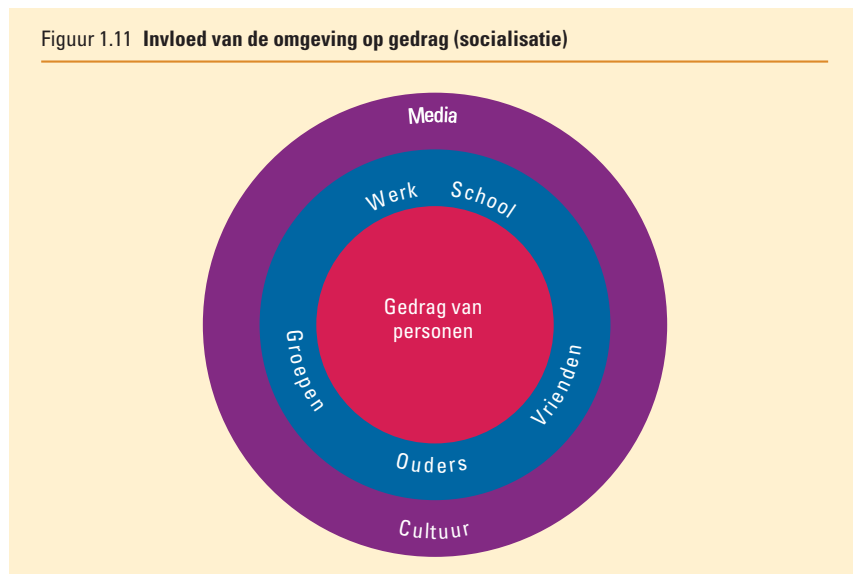 Figuur 1.11 Invloed van de omgeving op gedrag (socialisatie)
Media
Werk
School
Gedrag van
personen
Groepen
Vrienden
Ouders
Cultuur